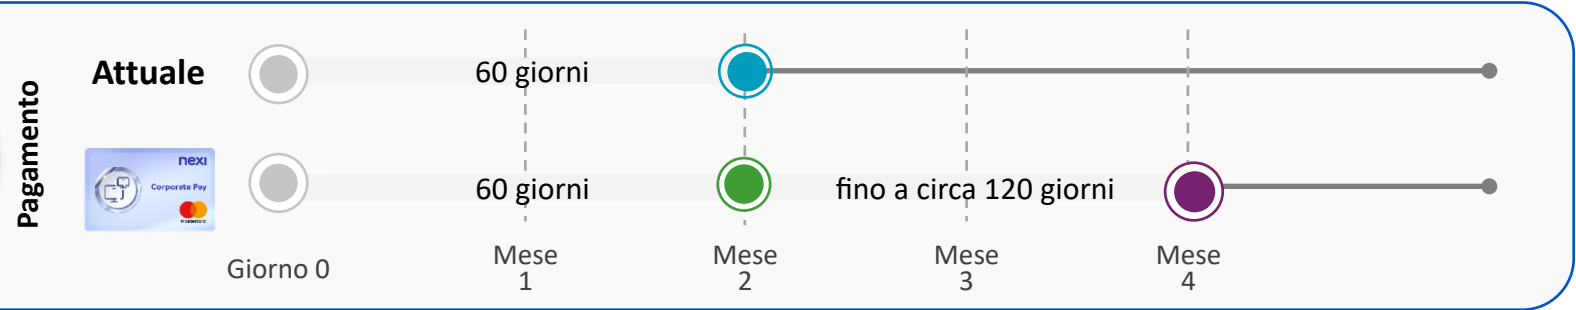 Pagamento
Attuale
60 giorni
nexi
Corporate Pay
mastercard
60 giorni
fino a circa 120 giorni
Giorno 0
Mese
1
Mese
2
Mese
3
Mese
4